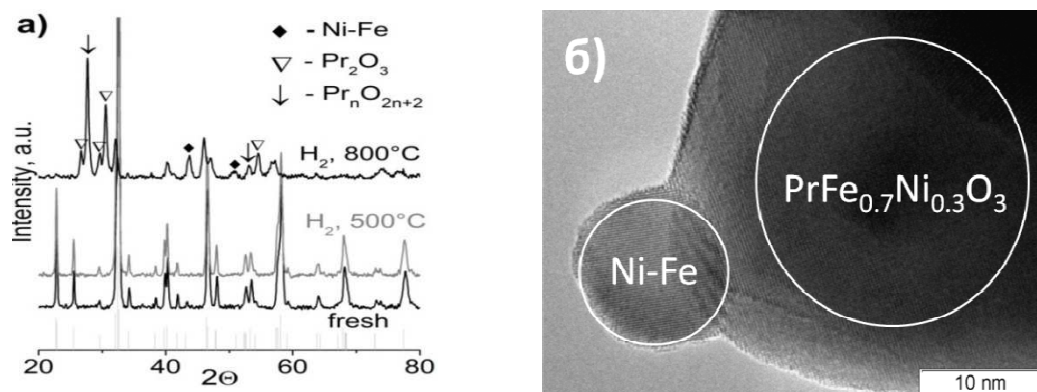 а)
◆ - Ni-Fe
▽ - Pr₂O₃
↓ - PrₙO₂ₙ₊₂
Intensity, a.u.
H₂, 800°C
H₂, 500°C
fresh
20 40 60 80
2Θ
б)
PrFe₀.₇Ni₀.₃O₃
Ni-Fe
10 nm